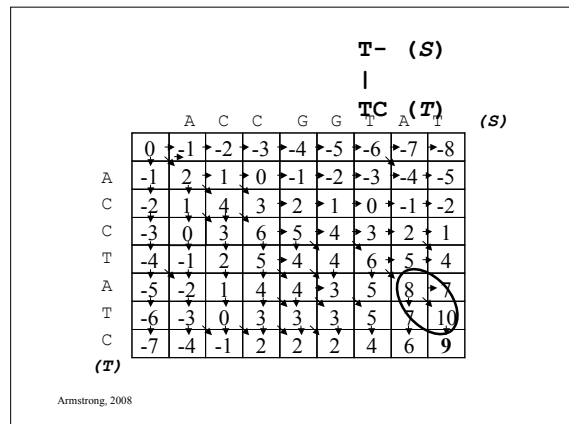 T- (S)
|
TC (T)
A C C G G T A T (S)
0 -1 -2 -3 -4 -5 -6 -7 -8
A -1 2 1 0 -1 -2 -3 -4 -5
C -2 1 4 3 2 1 0 -1 -2
C -3 0 3 6 5 4 3 2 1
T -4 -1 2 5 4 4 6 5 4
A -5 -2 1 4 4 3 5 8 7
T -6 -3 0 3 3 3 5 7 10
C -7 -4 -1 2 2 2 4 6 9
(T)
Armstrong, 2008